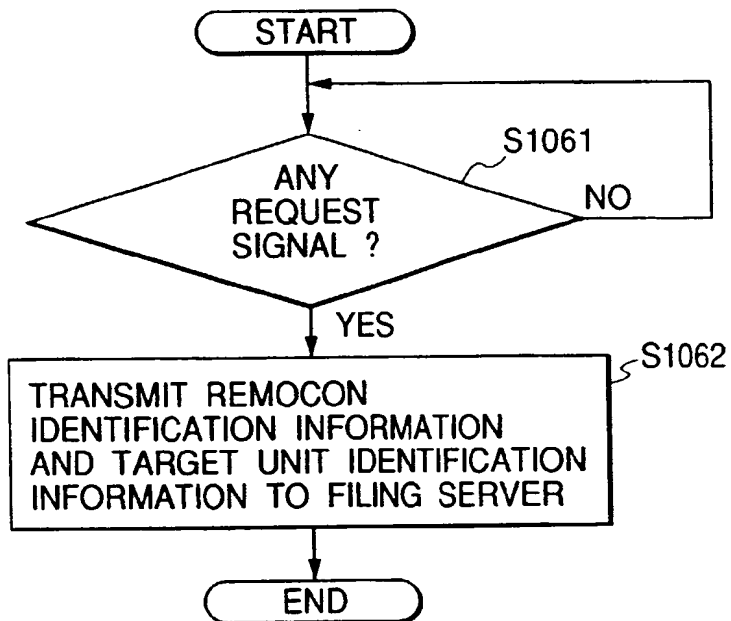 START
S1061
ANY
REQUEST
SIGNAL ?
NO
YES
S1062
TRANSMIT REMOCON
IDENTIFICATION INFORMATION
AND TARGET UNIT IDENTIFICATION
INFORMATION TO FILING SERVER
END